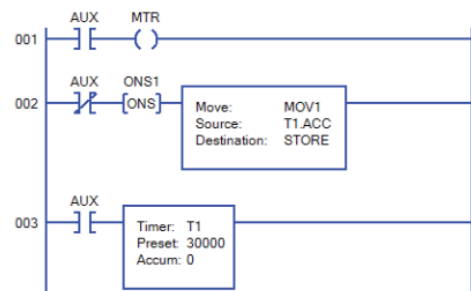 AUX MTR
001
AUX ONS1
002 ONS
Move: MOV1
Source: T1.ACC
Destination: STORE
AUX
003
Timer: T1
Preset: 30000
Accum: 0